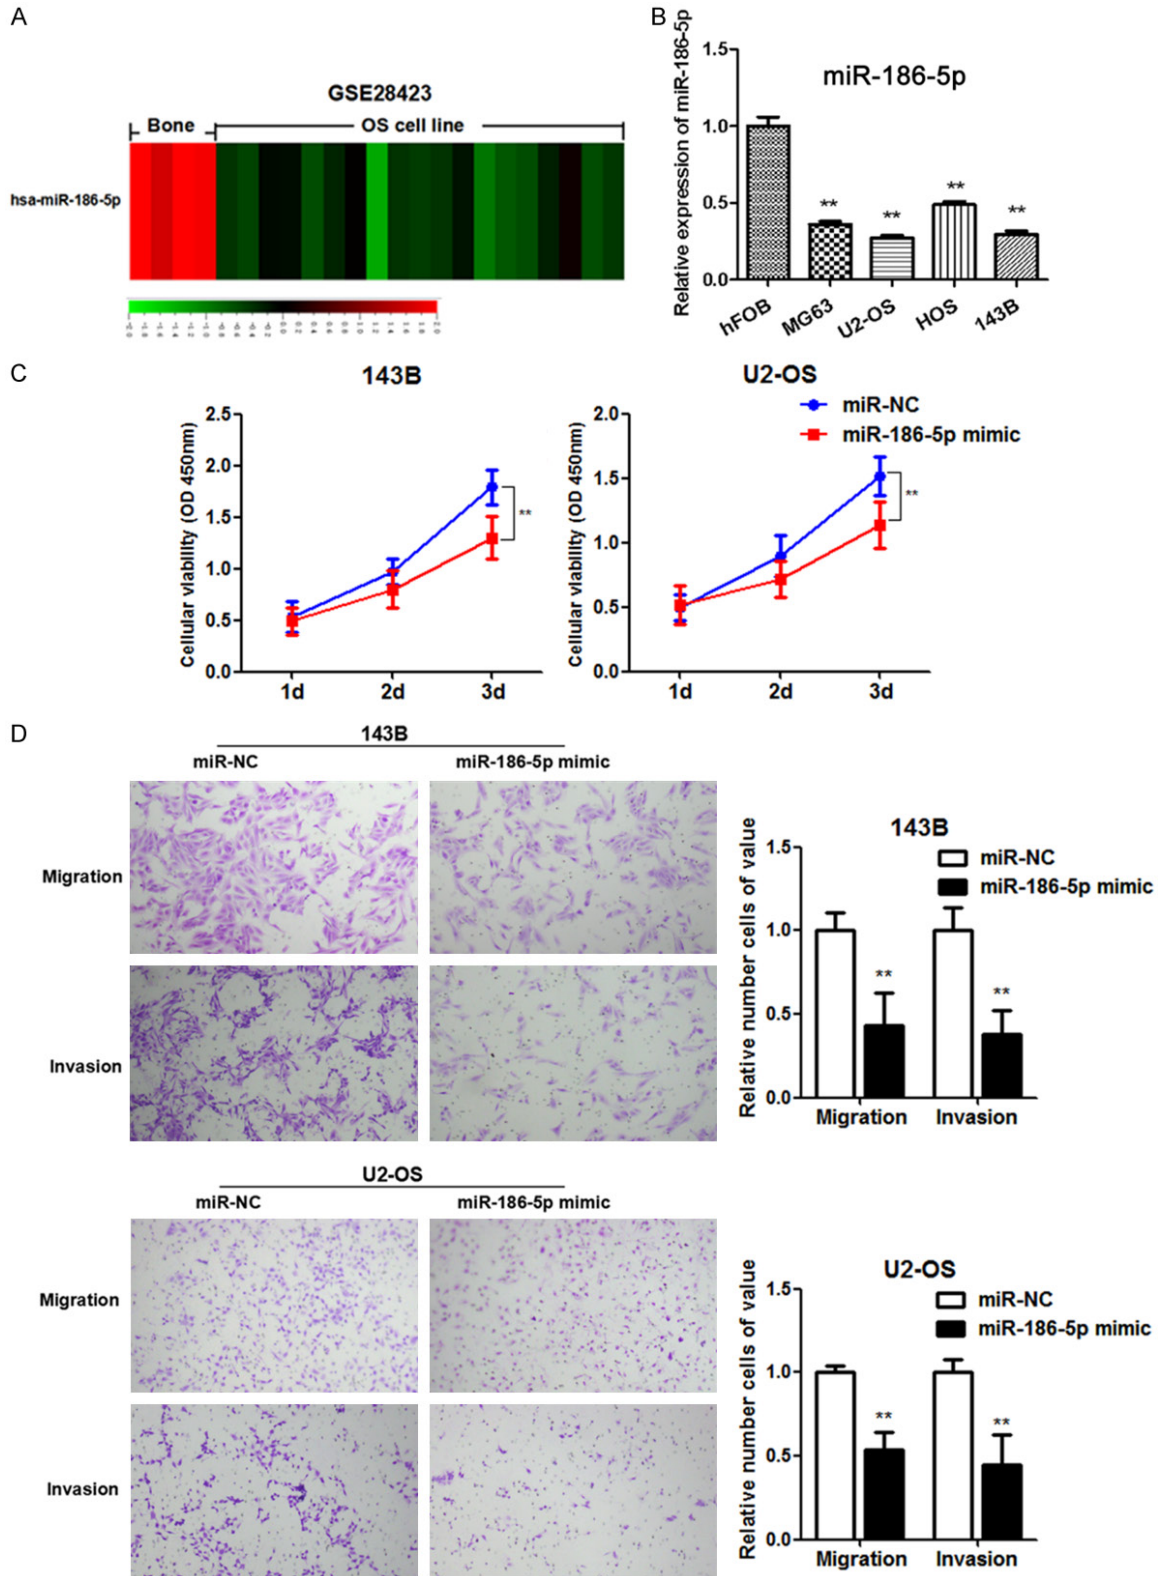 A
GSE28423
Bone
OS cell line
hsa-miR-186-5p
B
miR-186-5p
Relative expression of miR-186-5p
1.5
1.0
0.5
0.0
**
**
**
**
hFOB
MG63
U2-OS
HOS
143B
C
143B
Cellular viability (OD 450nm)
2.5
2.0
1.5
1.0
0.5
0.0
**
1d
2d
3d
U2-OS
miR-NC
miR-186-5p mimic
Cellular viability (OD 450nm)
2.0
1.5
1.0
0.5
0.0
**
1d
2d
3d
D
143B
miR-NC
miR-186-5p mimic
Migration
Invasion
143B
miR-NC
miR-186-5p mimic
Relative number cells of value
1.5
1.0
0.5
0.0
**
**
Migration
Invasion
U2-OS
miR-NC
miR-186-5p mimic
Migration
Invasion
U2-OS
miR-NC
miR-186-5p mimic
Relative number cells of value
1.5
1.0
0.5
0.0
**
**
Migration
Invasion